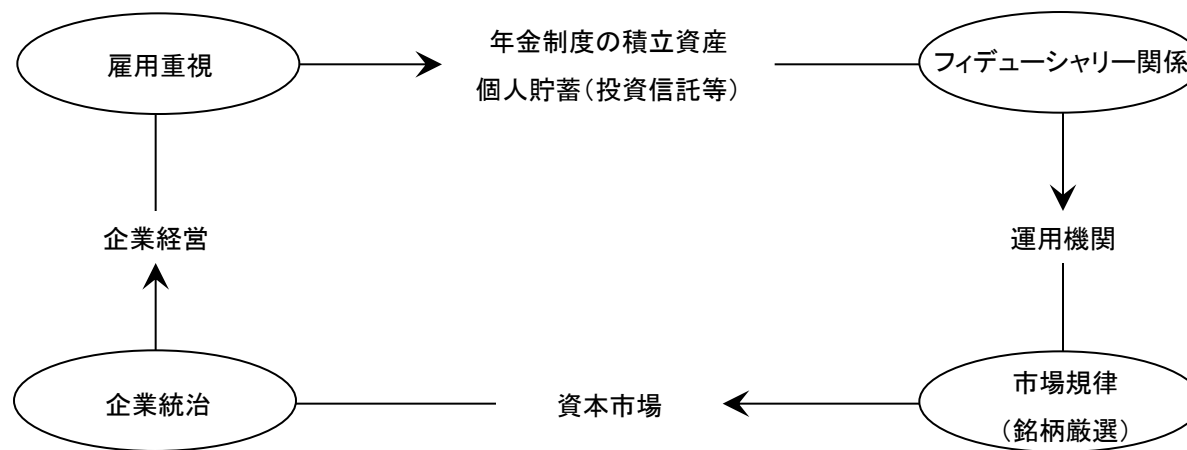 雇用重視
年金制度の積立資産
個人貯蓄（投資信託等）
フィデューシャリー関係
企業経営
運用機関
企業統治
資本市場
市場規律
（銘柄厳選）